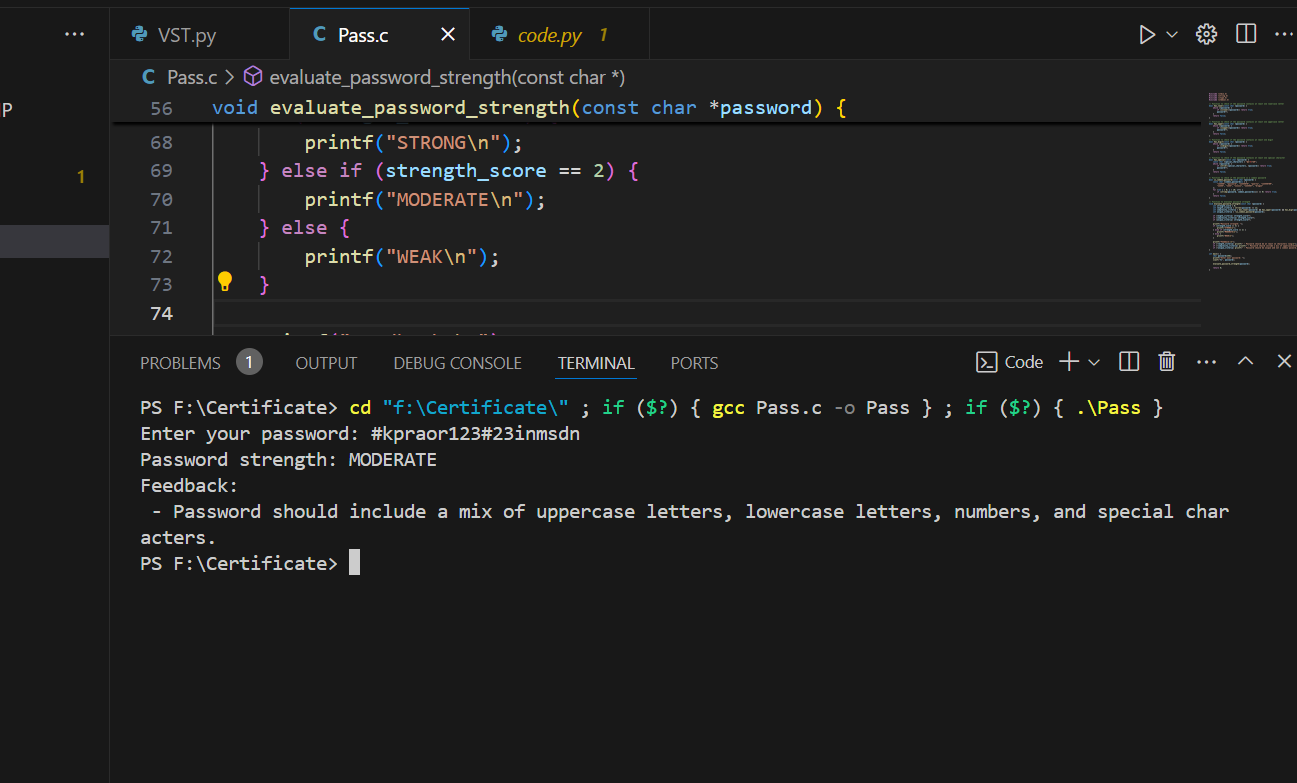 VST.py
Pass.c
code.py 1
P
C Pass.c > evaluate_password_strength(const char *)
56 void evaluate_password_strength(const char *password) {
68 printf("STRONG\n");
1
69 } else if (strength_score == 2) {
70 printf("MODERATE\n");
71 } else {
72 printf("WEAK\n");
73 }
74
PROBLEMS 1 OUTPUT DEBUG CONSOLE TERMINAL PORTS Code
PS F:\Certificate> cd "f:\Certificate\" ; if ($?) { gcc Pass.c -o Pass } ; if ($?) { .\Pass }
Enter your password: #kpraor123#23inmsdn
Password strength: MODERATE
Feedback:
 - Password should include a mix of uppercase letters, lowercase letters, numbers, and special char
acters.
PS F:\Certificate>